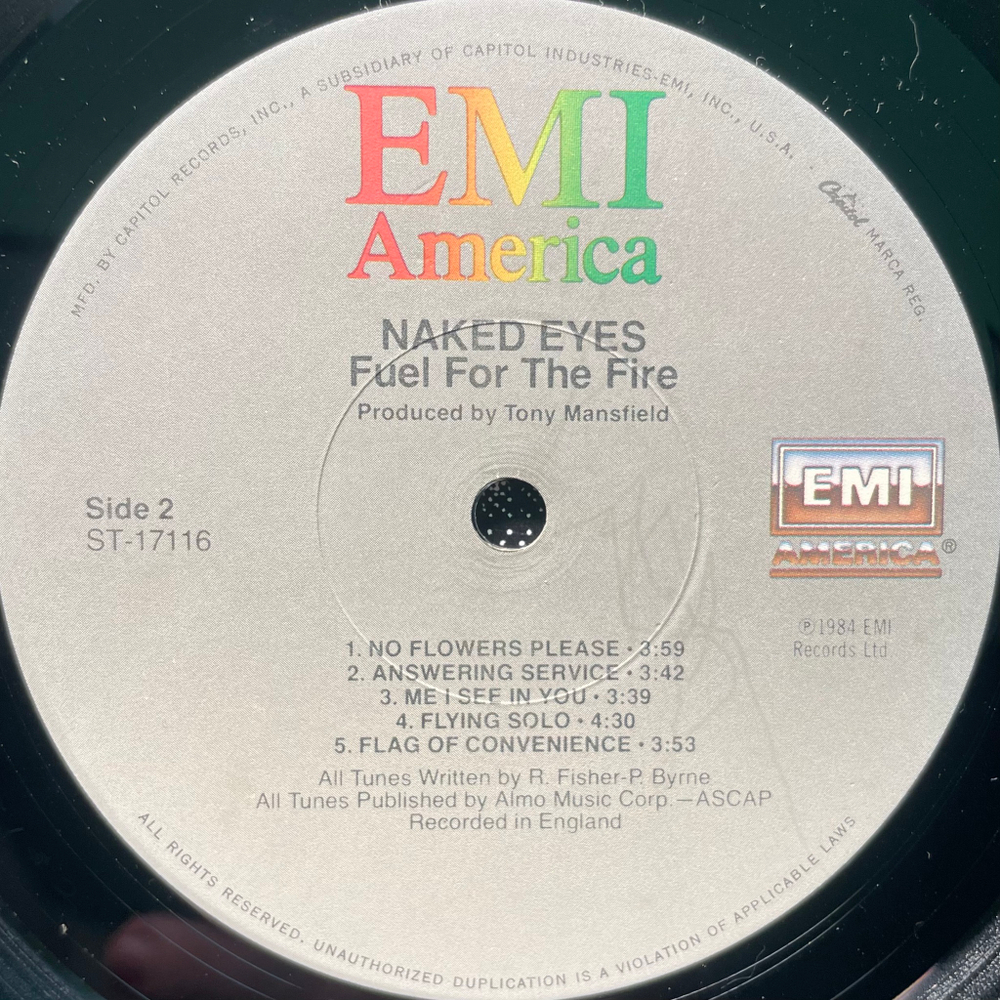 MFD. BY CAPITOL RECORDS, INC., A SUBSIDIARY OF CAPITOL INDUSTRIES-EMI, INC., U.S.A. · Capitol MARCA REG.
EMI
America
NAKED EYES
Fuel For The Fire
Produced by Tony Mansfield
Side 2
ST-17116
EMI
AMERICA®
℗1984 EMI
Records Ltd
1. NO FLOWERS PLEASE • 3:59
2. ANSWERING SERVICE • 3:42
3. ME I SEE IN YOU • 3:39
4. FLYING SOLO • 4:30
5. FLAG OF CONVENIENCE • 3:53
All Tunes Written by R. Fisher-P. Byrne
All Tunes Published by Almo Music Corp.—ASCAP
Recorded in England
ALL RIGHTS RESERVED. UNAUTHORIZED DUPLICATION IS A VIOLATION OF APPLICABLE LAWS